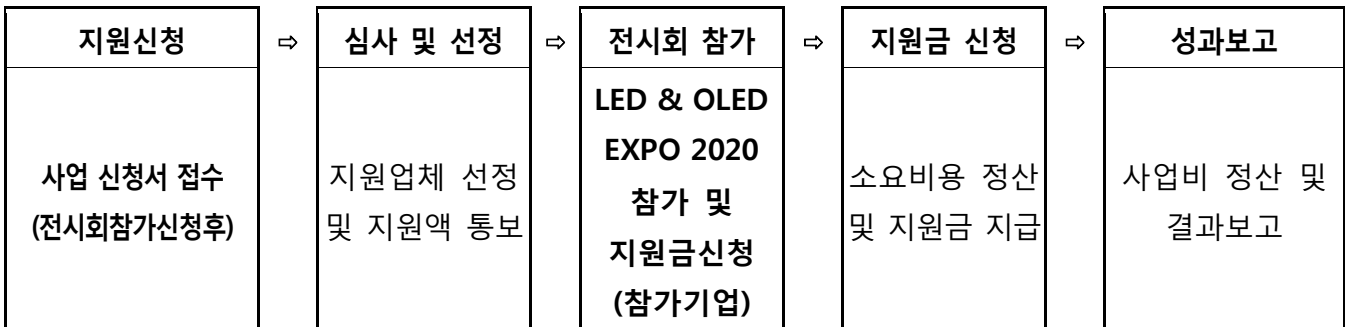 지원신청 ⇨ 심사 및 선정 ⇨ 전시회 참가 ⇨ 지원금 신청 ⇨ 성과보고
사업 신청서 접수
(전시회참가신청후)
지원업체 선정
및 지원액 통보
LED & OLED
EXPO 2020
참가 및
지원금신청
(참가기업)
소요비용 정산
및 지원금 지급
사업비 정산 및
결과보고